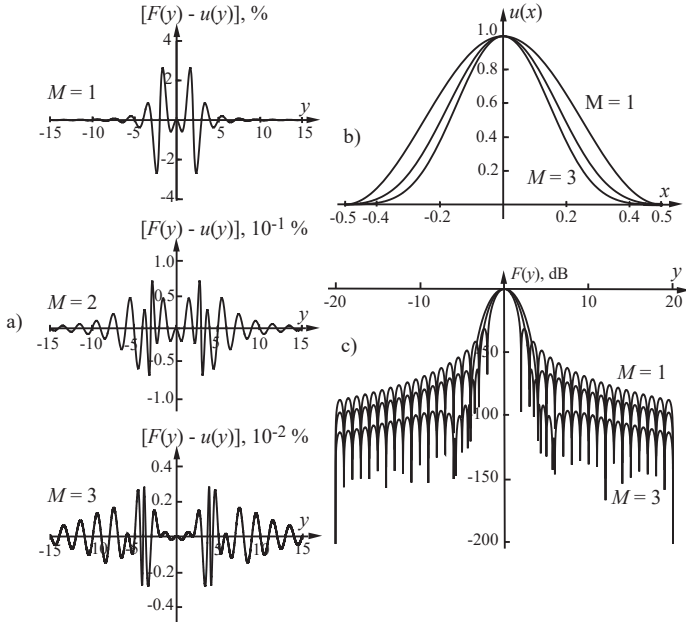 [F(y) - u(y)], %
4
2
M = 1
y
-15 -10 -5 5 10 15
-2
-4
[F(y) - u(y)], 10-1 %
1.0
0.5
M = 2
y
-15 -10 -5 5 10 15
-0.5
-1.0
a)
[F(y) - u(y)], 10-2 %
0.4
0.2
M = 3
y
-15 -10 -5 5 10 15
-0.2
-0.4
u(x)
1.0
0.8
0.6
0.4
0.2
M = 1
M = 3
b)
x
-0.5 -0.4 -0.2 0.2 0.4 0.5
F(y), dB
y
-20 -10 10 20
c)
-50
M = 1
-100
-150
M = 3
-200